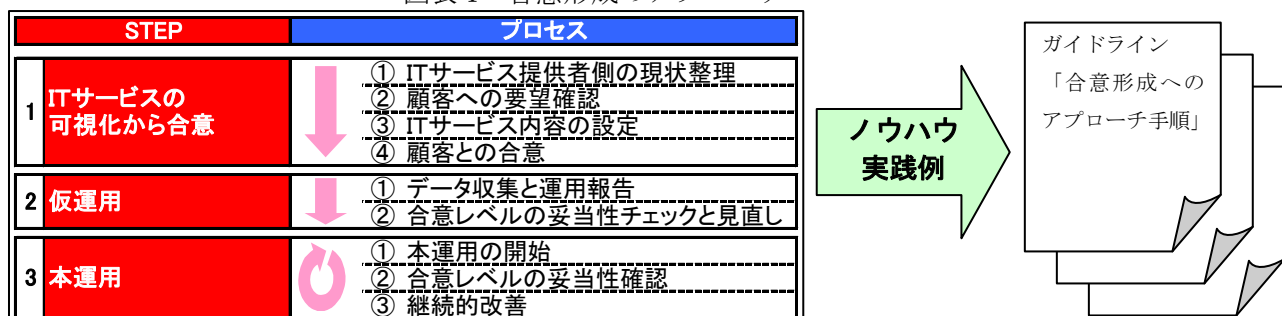 STEP プロセス
1 ITサービスの
可視化から合意
① ITサービス提供者側の現状整理
② 顧客への要望確認
③ ITサービス内容の設定
④ 顧客との合意
2 仮運用
① データ収集と運用報告
② 合意レベルの妥当性チェックと見直し
3 本運用
① 本運用の開始
② 合意レベルの妥当性確認
③ 継続的改善
ノウハウ
実践例
ガイドライン
「合意形成への
アプローチ手順」